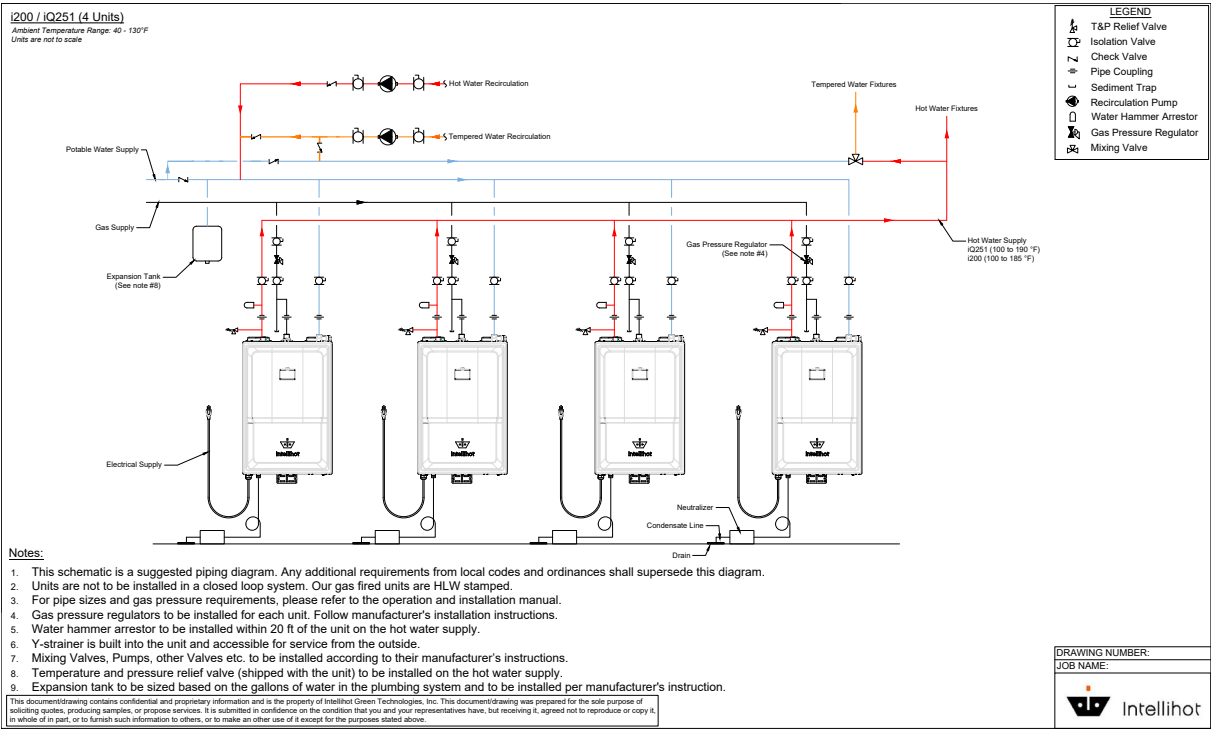 i200 / iQ251 (4 Units)
Ambient Temperature Range: 40 - 130°F
Units are not to scale
LEGEND
T&P Relief Valve
Isolation Valve
Check Valve
Pipe Coupling
Sediment Trap
Recirculation Pump
Water Hammer Arrestor
Gas Pressure Regulator
Mixing Valve
Hot Water Recirculation
Tempered Water Fixtures
Hot Water Fixtures
Tempered Water Recirculation
Potable Water Supply
Gas Supply
Gas Pressure Regulator
(See note #4)
Hot Water Supply
iQ251 (100 to 190 °F)
i200 (100 to 185 °F)
Expansion Tank
(See note #8)
Intellihot
Intellihot
Intellihot
Intellihot
Electrical Supply
Neutralizer
Condensate Line
Drain
Notes:
1. This schematic is a suggested piping diagram. Any additional requirements from local codes and ordinances shall supersede this diagram.
2. Units are not to be installed in a closed loop system. Our gas fired units are HLW stamped.
3. For pipe sizes and gas pressure requirements, please refer to the operation and installation manual.
4. Gas pressure regulators to be installed for each unit. Follow manufacturer's installation instructions.
5. Water hammer arrestor to be installed within 20 ft of the unit on the hot water supply.
6. Y-strainer is built into the unit and accessible for service from the outside.
7. Mixing Valves, Pumps, other Valves etc. to be installed according to their manufacturer's instructions.
8. Temperature and pressure relief valve (shipped with the unit) to be installed on the hot water supply.
9. Expansion tank to be sized based on the gallons of water in the plumbing system and to be installed per manufacturer's instruction.
This document/drawing contains confidential and proprietary information and is the property of Intellihot Green Technologies, Inc. This document/drawing was prepared for the sole purpose of
soliciting quotes, producing samples, or propose services. It is submitted in confidence on the condition that you and your representatives have, but receiving it, agreed not to reproduce or copy it,
in whole of in part, or to furnish such information to others, or to make an other use of it except for the purposes stated above.
DRAWING NUMBER:
JOB NAME:
Intellihot